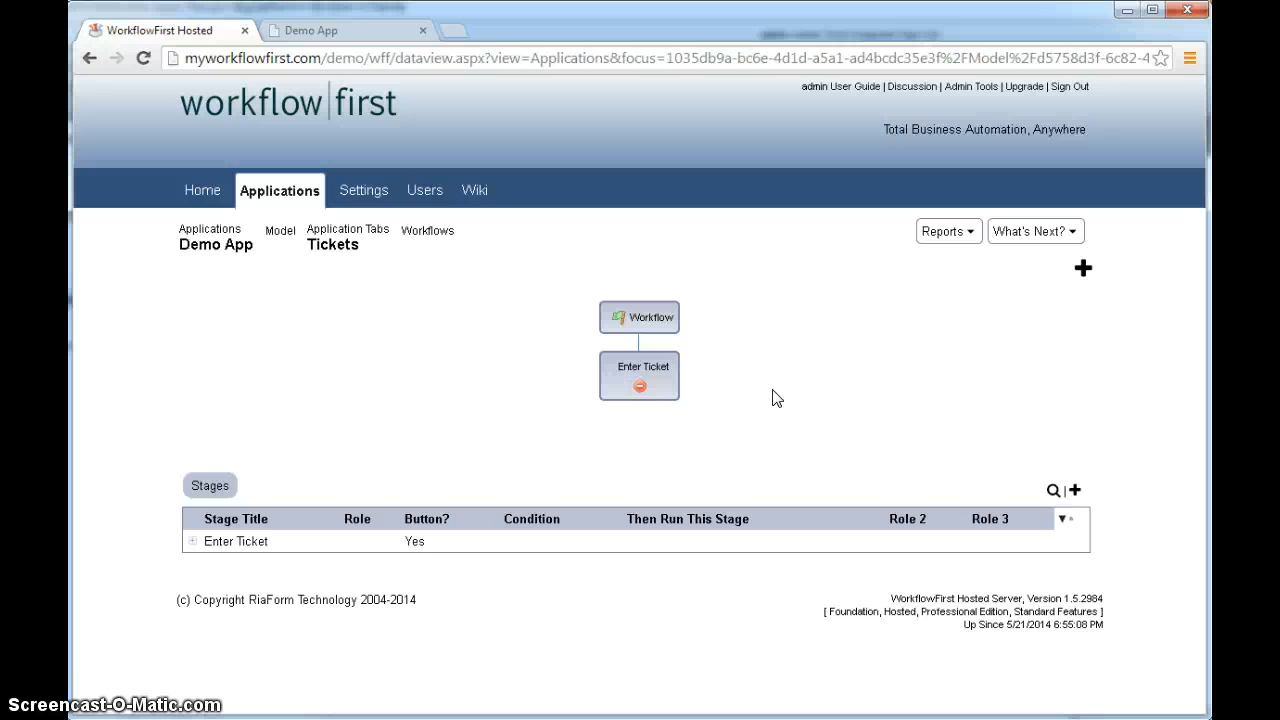 WorkflowFirst Hosted
Demo App
myworkflowfirst.com/demo/wff/dataview.aspx?view=Applications&focus=1035db9a-bc6e-4d1d-a5a1-ad4bcdc35e3f%2FModel%2Fd5758d3f-6c82-4
workflow|first
admin User Guide | Discussion | Admin Tools | Upgrade | Sign Out
Total Business Automation, Anywhere
Home Applications Settings Users Wiki
Applications Model Application Tabs Workflows
Demo App Tickets
Reports What's Next?
Workflow
Enter Ticket
Stages
Stage Title Role Button? Condition Then Run This Stage Role 2 Role 3
Enter Ticket Yes
(c) Copyright RiaForm Technology 2004-2014
WorkflowFirst Hosted Server, Version 1.5.2984
[ Foundation, Hosted, Professional Edition, Standard Features ]
Up Since 5/21/2014 6:55:08 PM
Screencast-O-Matic.com